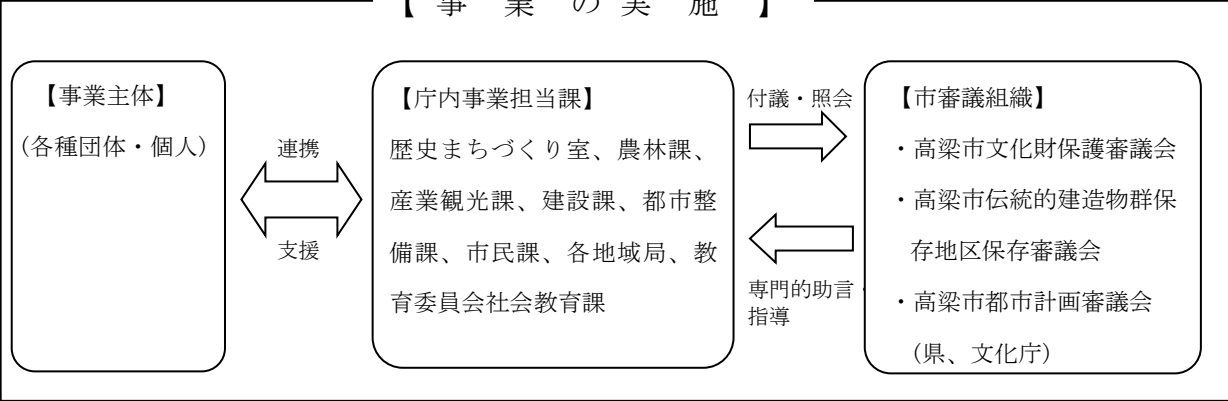 【 事 業 の 実 施 】
【事業主体】
（各種団体・個人）
連携
支援
【庁内事業担当課】
歴史まちづくり室、農林課、
産業観光課、建設課、都市整
備課、市民課、各地域局、教
育委員会社会教育課
付議・照会
専門的助言・
指導
【市審議組織】
・高梁市文化財保護審議会
・高梁市伝統的建造物群保
存地区保存審議会
・高梁市都市計画審議会
（県、文化庁）